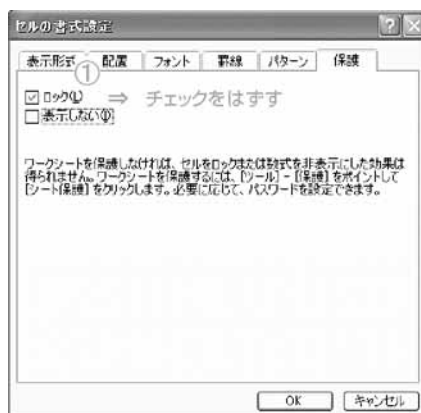 セルの書式設定
表示形式 配置 フォント 罫線 パターン 保護
①
ロック(L) ⇒ チェックをはずす
表示しない(I)
ワークシートを保護しなければ、セルをロックまたは数式を非表示にした効果は
得られません。ワークシートを保護するには、[ツール] - [保護] をポイントして
[シート保護] をクリックします。必要に応じて、パスワードを設定できます。
OK キャンセル